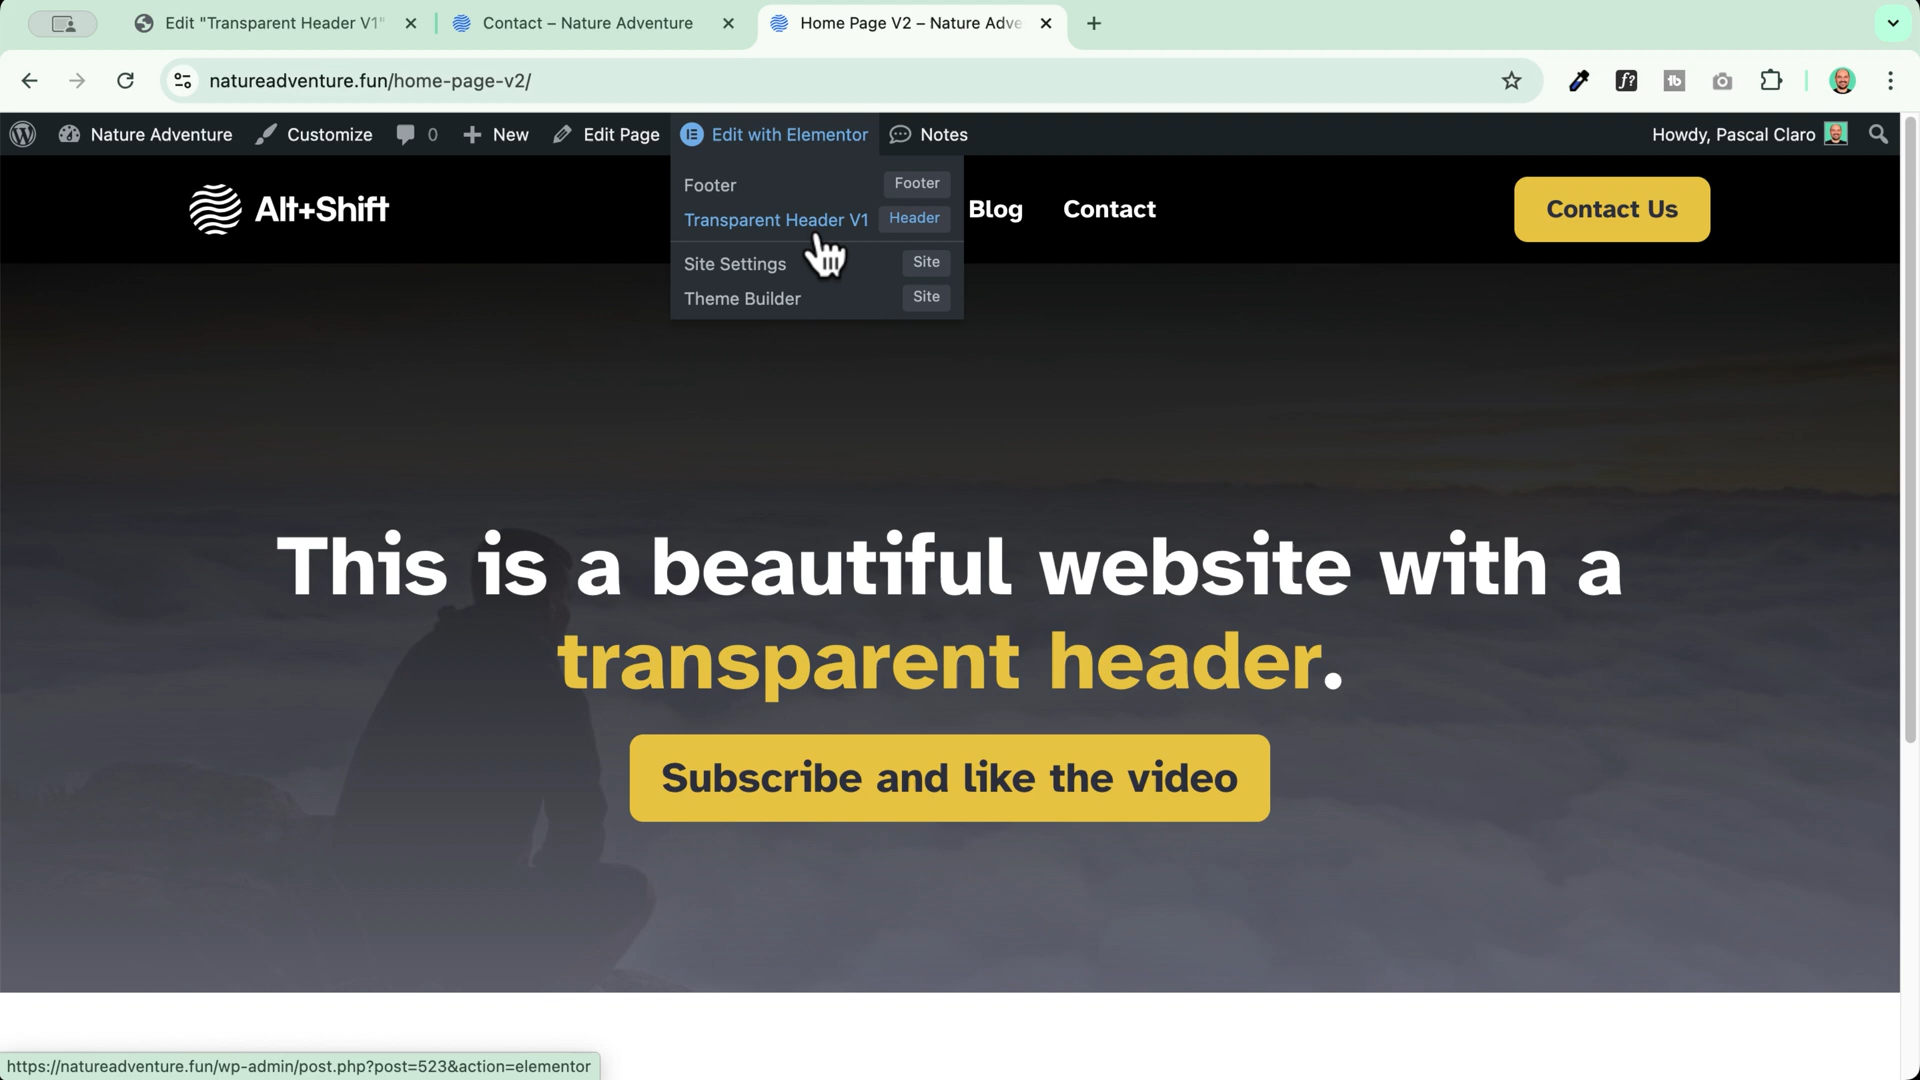 Edit "Transparent Header V1"
Contact – Nature Adventure
Home Page V2 – Nature Adve
natureadventure.fun/home-page-v2/
Nature Adventure
Customize
0
New
Edit Page
Edit with Elementor
Notes
Howdy, Pascal Claro
Alt+Shift
Footer Footer
Transparent Header V1 Header
Site Settings Site
Theme Builder Site
Blog
Contact
Contact Us
This is a beautiful website with a
transparent header.
Subscribe and like the video
https://natureadventure.fun/wp-admin/post.php?post=523&action=elementor